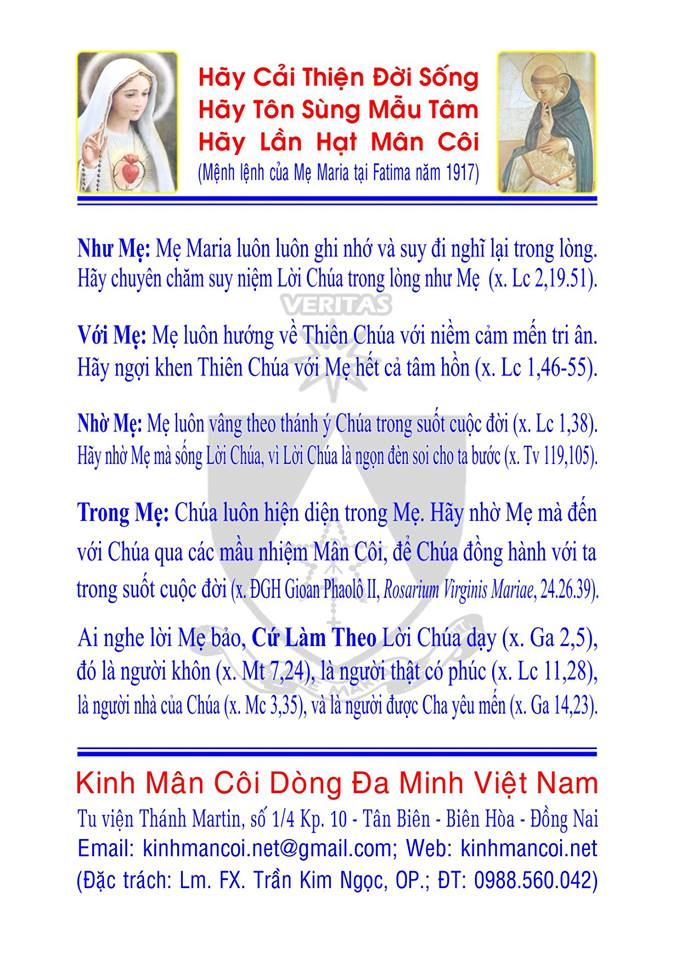 Hãy Cải Thiện Đời Sống
Hãy Tôn Sùng Mẫu Tâm
Hãy Lần Hạt Mân Côi
(Mệnh lệnh của Mẹ Maria tại Fatima năm 1917)
Như Mẹ: Mẹ Maria luôn luôn ghi nhớ và suy đi nghĩ lại trong lòng.
Hãy chuyên chăm suy niệm Lời Chúa trong lòng như Mẹ (x. Lc 2,19.51).
VERITAS
Với Mẹ: Mẹ luôn hướng về Thiên Chúa với niềm cảm mến tri ân.
Hãy ngợi khen Thiên Chúa với Mẹ hết cả tâm hồn (x. Lc 1,46-55).
Nhờ Mẹ: Mẹ luôn vâng theo thánh ý Chúa trong suốt cuộc đời (x. Lc 1,38).
Hãy nhờ Mẹ mà sống Lời Chúa, vì Lời Chúa là ngọn đèn soi cho ta bước (x. Tv 119,105).
Trong Mẹ: Chúa luôn hiện diện trong Mẹ. Hãy nhờ Mẹ mà đến
với Chúa qua các mầu nhiệm Mân Côi, để Chúa đồng hành với ta
trong suốt cuộc đời (x. ĐGH Gioan Phaolô II, Rosarium Virginis Mariae, 24.26.39).
Ai nghe lời Mẹ bảo, Cứ Làm Theo Lời Chúa dạy (x. Ga 2,5),
đó là người khôn (x. Mt 7,24), là người thật có phúc (x. Lc 11,28),
là người nhà của Chúa (x. Mc 3,35), và là người được Cha yêu mến (x. Ga 14,23).
Kinh Mân Côi Dòng Đa Minh Việt Nam
Tu viện Thánh Martin, số 1/4 Kp. 10 - Tân Biên - Biên Hòa - Đồng Nai
Email: kinhmancoi.net@gmail.com; Web: kinhmancoi.net
(Đặc trách: Lm. FX. Trần Kim Ngọc, OP.; ĐT: 0988.560.042)